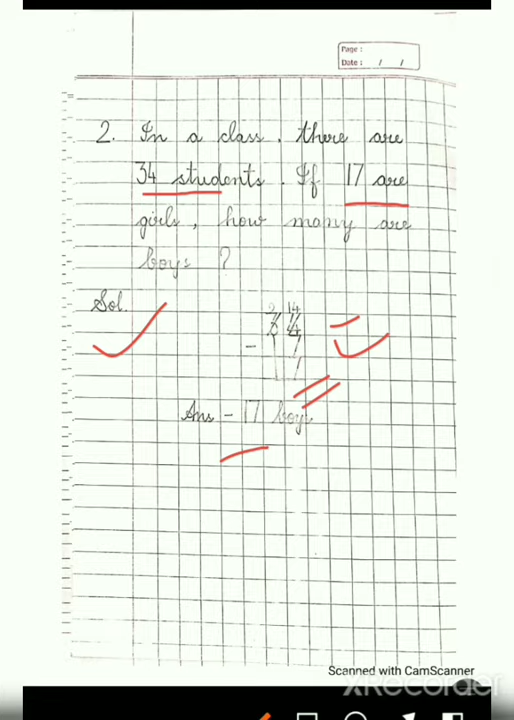 Page :
Date : / /
2. In a class, there are
34 students. If 17 are
girls, how many are
boys ?
Sol.
2 14
3 4
- 1 7
1 7
Ans - 17 boys
Scanned with CamScanner
XRecorder